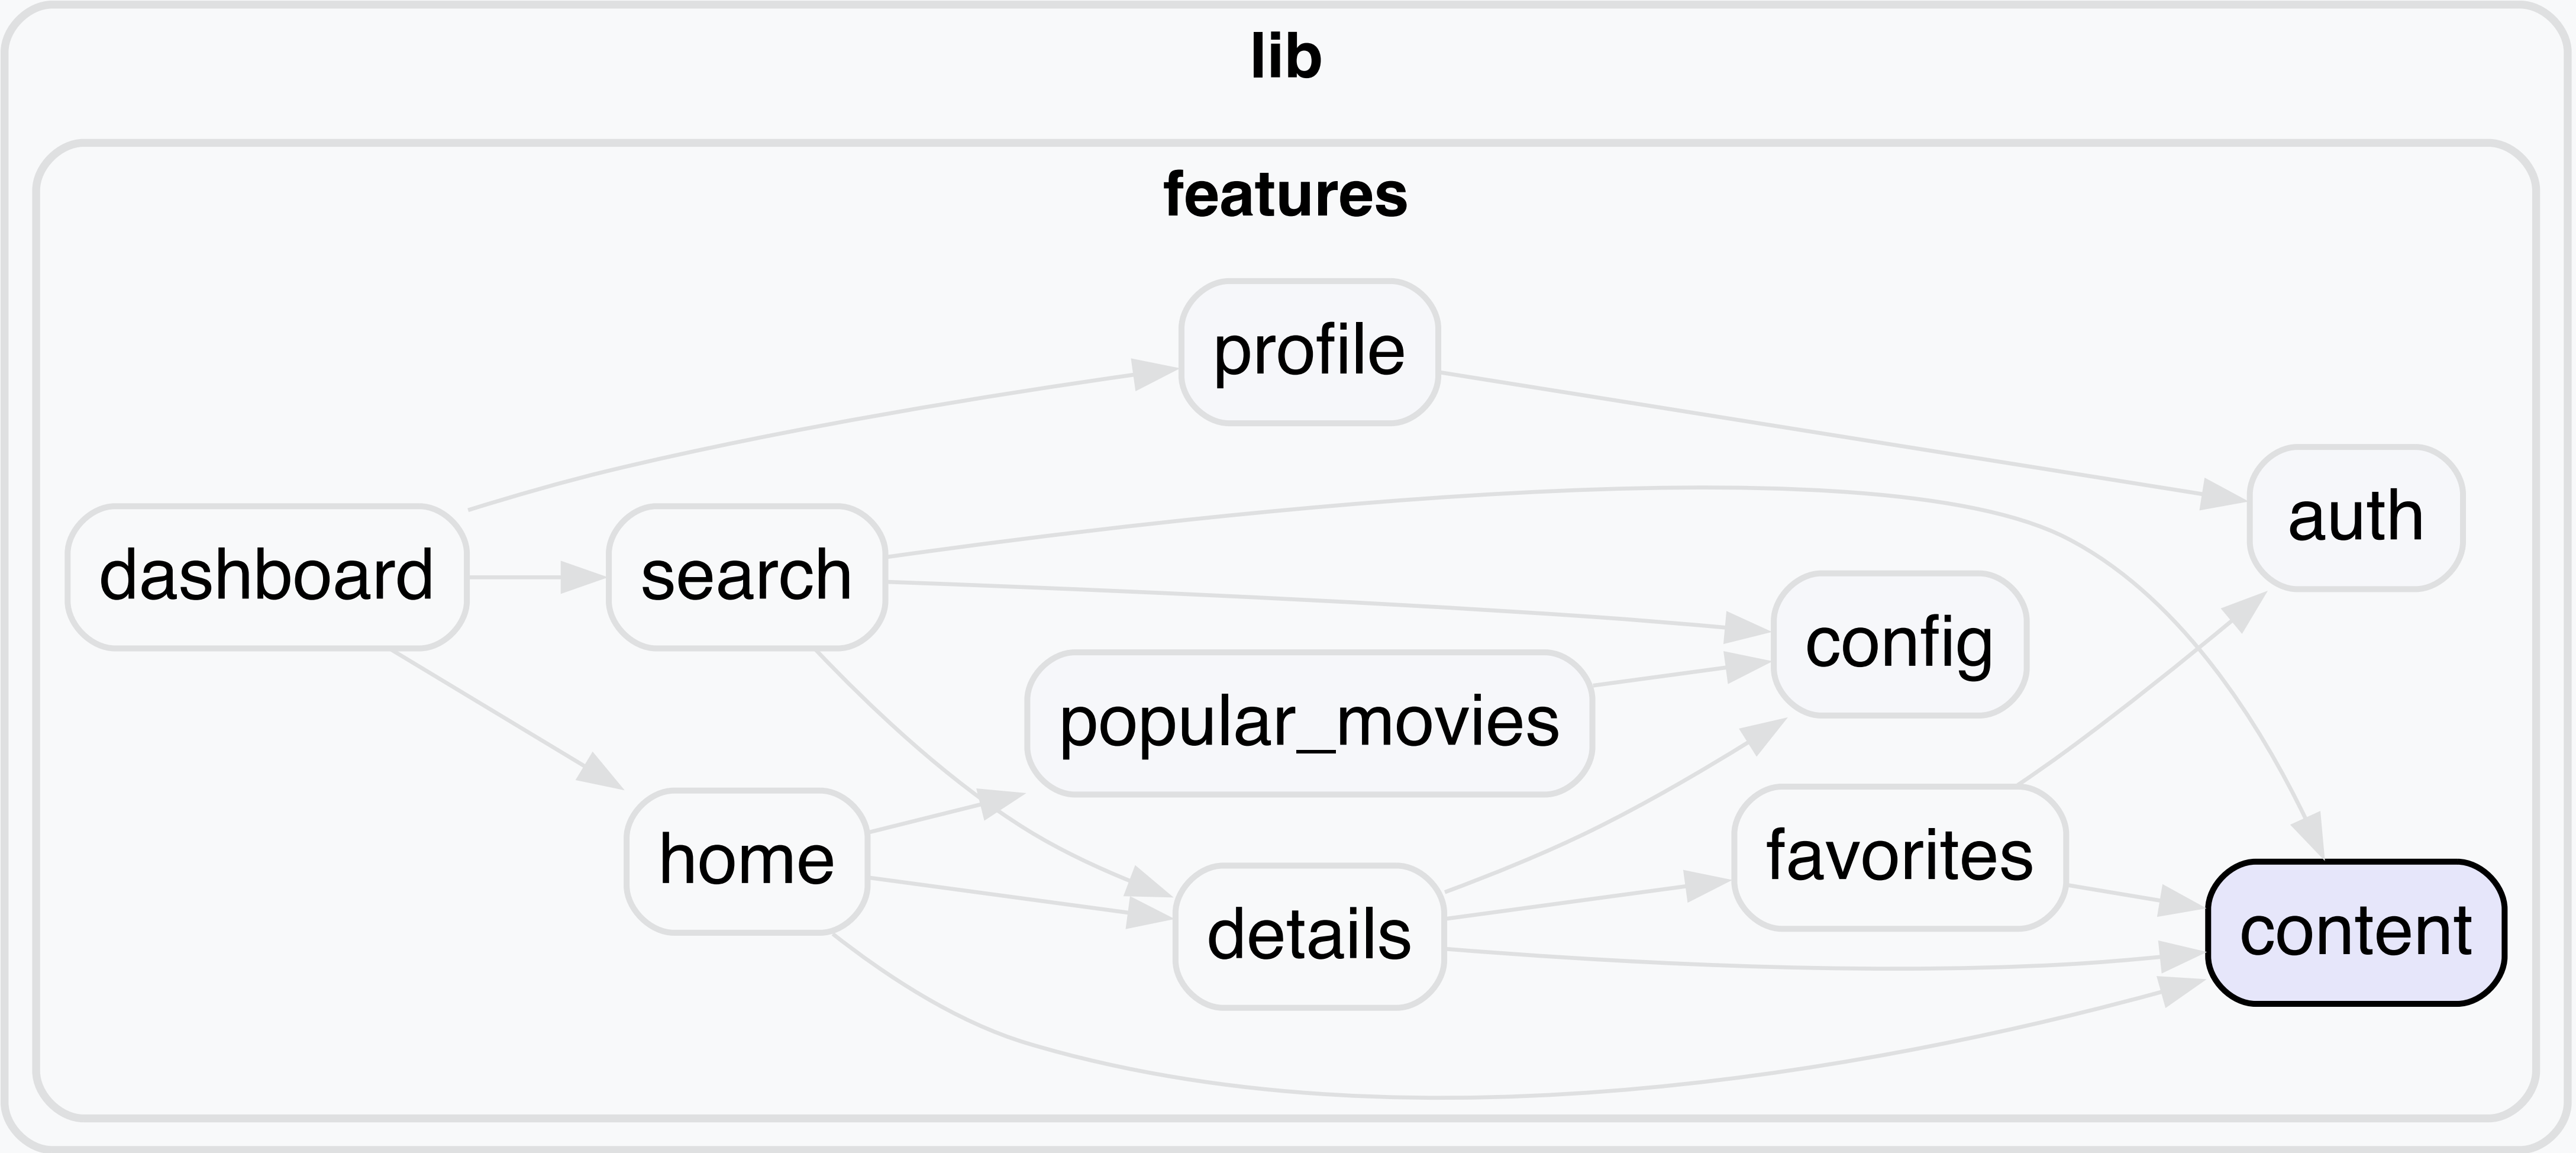 lib
features
profile
auth
dashboard
search
config
popular_movies
home
favorites
details
content